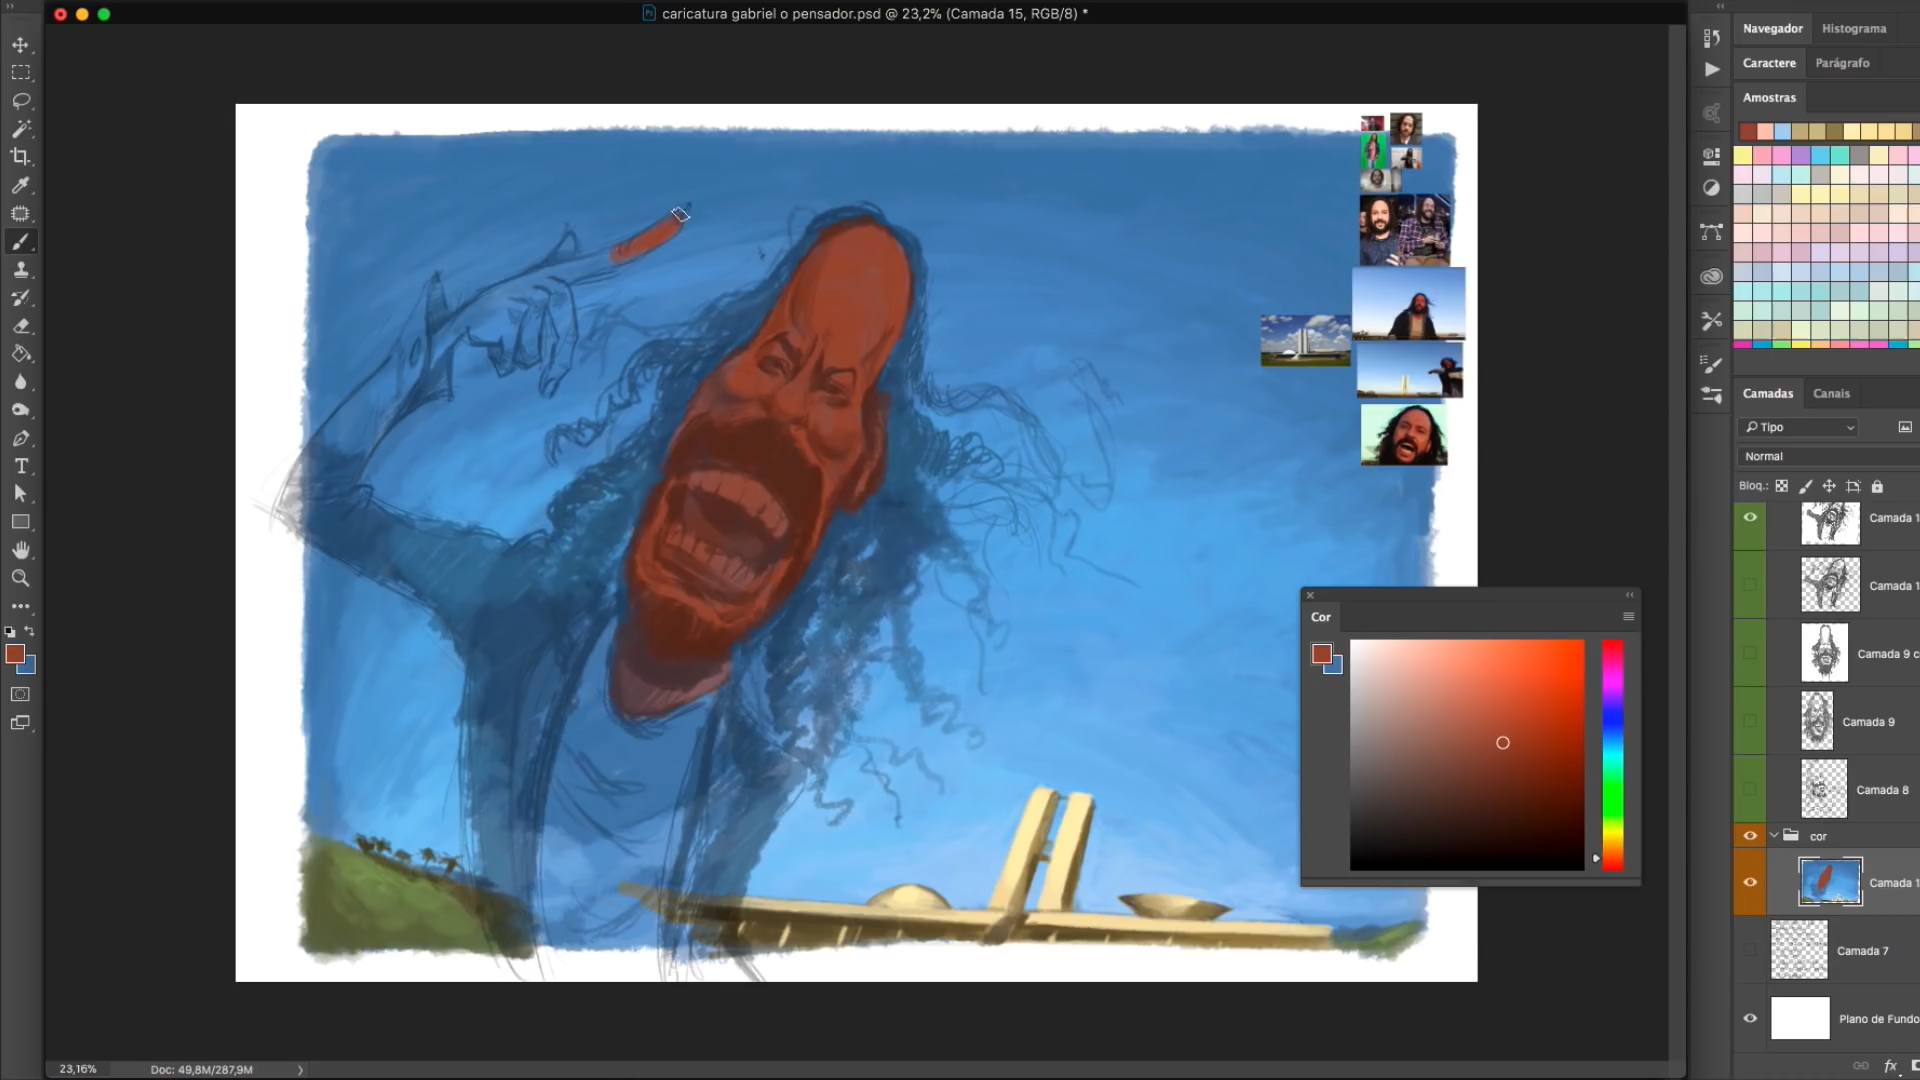 caricatura gabriel o pensador.psd @ 23,2% (Camada 15, RGB/8) *
Navegador
Histograma
Caractere
Parágrafo
Amostras
Camadas
Canais
Tipo
Normal
Bloq.:
Camada 1
Camada 1
Camada 9 c
Camada 9
Camada 8
cor
Camada 1
Camada 7
Plano de Fundo
fx
Cor
T
23,16%
Doc: 49,8M/287,9M